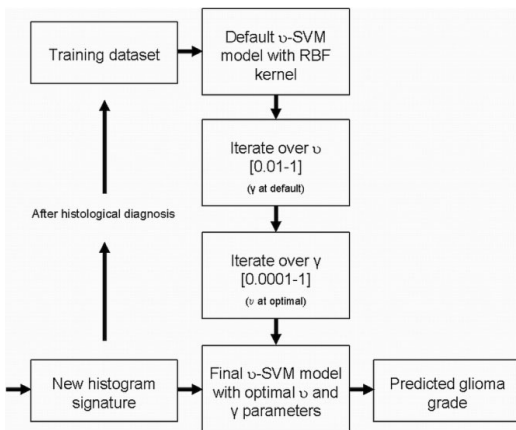 Training dataset
Default υ-SVM
model with RBF
kernel
Iterate over υ
[0.01-1]
(γ at default)
After histological diagnosis
Iterate over γ
[0.0001-1]
(υ at optimal)
New histogram
signature
Final υ-SVM model
with optimal υ and
γ parameters
Predicted glioma
grade